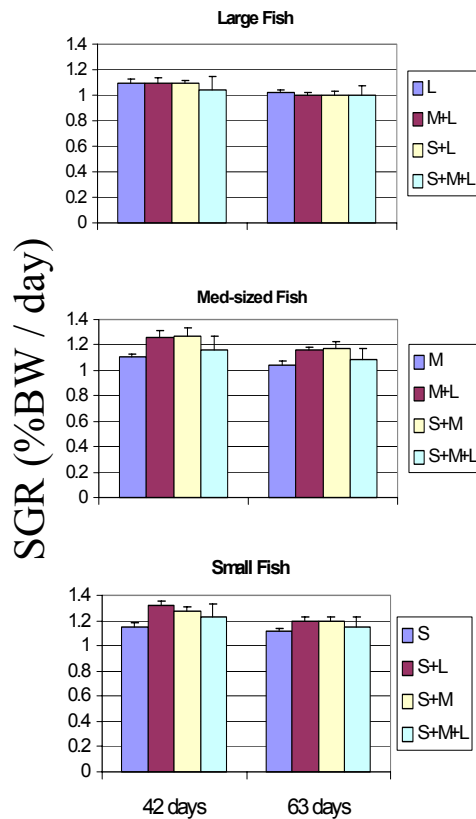 Large Fish
1.4
1.2
1
0.8
0.6
0.4
0.2
0
L
M+L
S+L
S+M+L
SGR (%BW / day)
Med-sized Fish
1.4
1.2
1
0.8
0.6
0.4
0.2
0
M
M+L
S+M
S+M+L
Small Fish
1.4
1.2
1
0.8
0.6
0.4
0.2
0
S
S+L
S+M
S+M+L
42 days
63 days